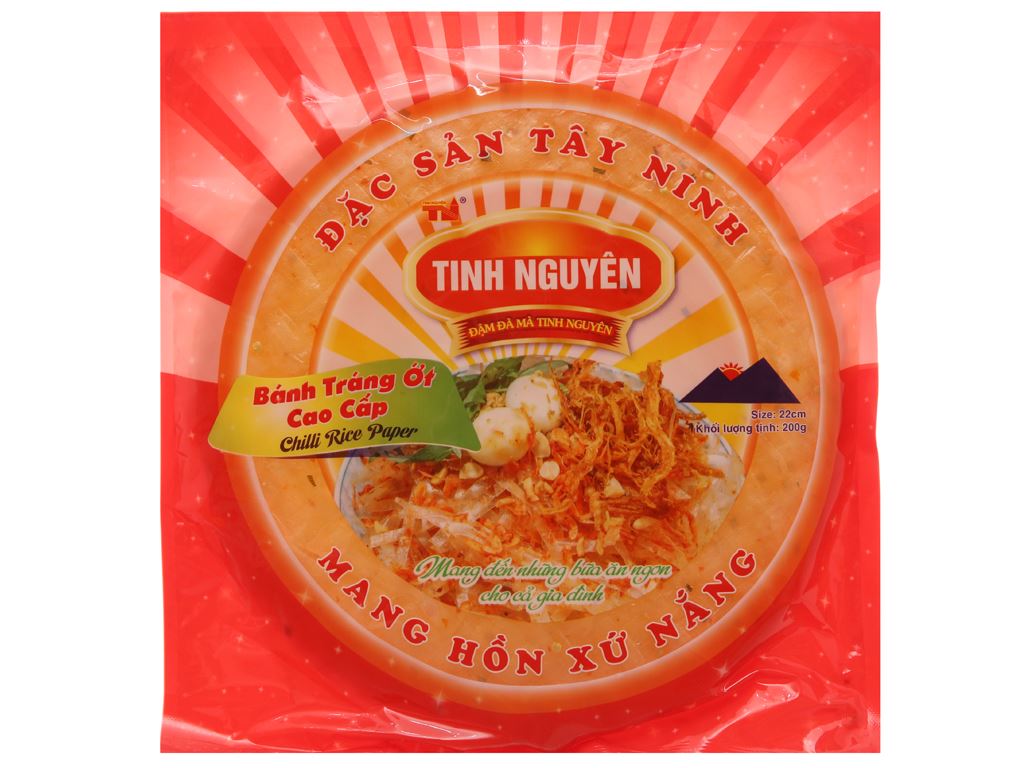 ĐẶC SẢN TÂY NINH
TN®
TINH NGUYÊN
ĐẬM ĐÀ MÀ TINH NGUYÊN
Bánh Tráng Ớt
Cao Cấp
Chilli Rice Paper
Size: 22cm
Khối lượng tịnh: 200g
Mang đến những bữa ăn ngon
cho cả gia đình
MANG HỒN XỨ NẮNG